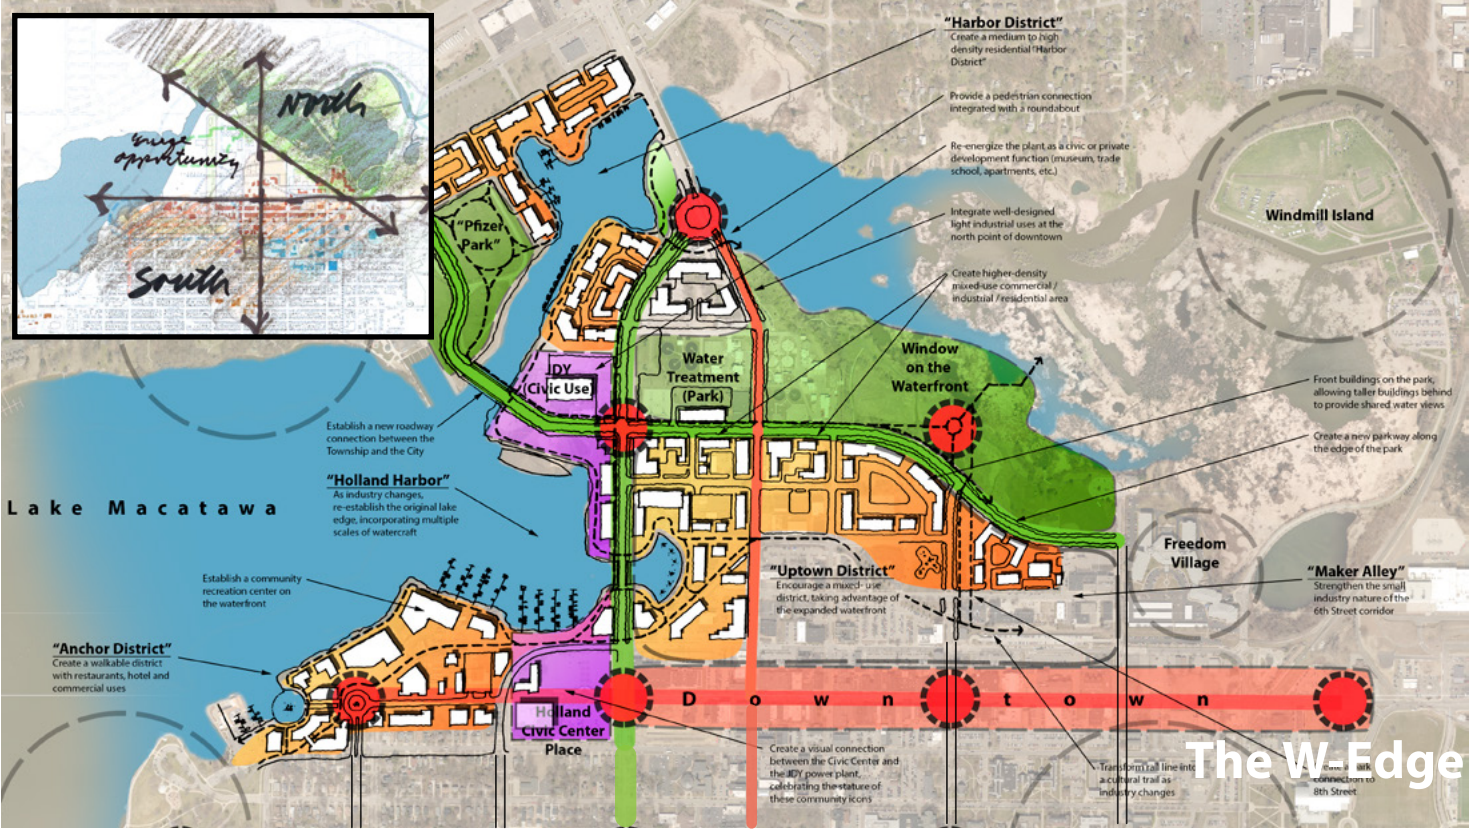 North
surge
opportunity
South
“Harbor District”
Create a medium to high
density residential “Harbor
District”
Provide a pedestrian connection
integrated with a roundabout
Re-energize the plant as a civic or private
development function (museum, trade
school, apartments, etc.)
Integrate well-designed
light industrial uses at the
north point of downtown
Create higher-density
mixed-use commercial /
industrial / residential area
Windmill Island
“Pfizer
Park”
Window
on the
Waterfront
Water
Treatment
(Park)
JDY
(Civic Use)
Front buildings on the park,
allowing taller buildings behind
to provide shared water views
Create a new parkway along
the edge of the park
Establish a new roadway
connection between the
Township and the City
“Holland Harbor”
As industry changes,
re-establish the original lake
edge, incorporating multiple
scales of watercraft
Lake Macatawa
Freedom
Village
“Uptown District”
Encourage a mixed- use
district, taking advantage of
the expanded waterfront
“Maker Alley”
Strengthen the small
industry nature of the
6th Street corridor
Establish a community
recreation center on
the waterfront
“Anchor District”
Create a walkable district
with restaurants, hotel and
commercial uses
Downtown
Holland
Civic Center
Place
Create a visual connection
between the Civic Center and
the JDY power plant,
celebrating the stature of
these community icons
Transform rail line into
a cultural trail as
industry changes
Create a park
connection to
8th Street
The W-Edge